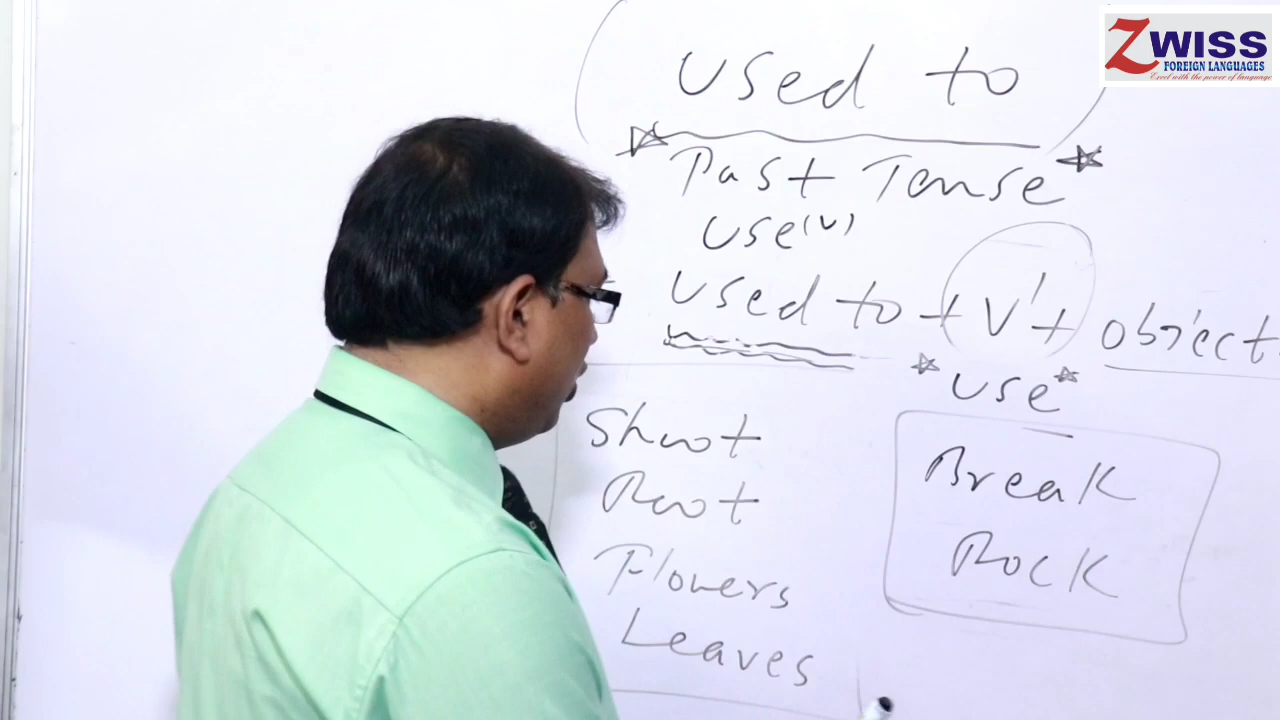 ZWISS
FOREIGN LANGUAGES
Excel with the power of language
used to
Past Tense
use(v)
used to + V' + object
use
Shoot
Root
Flowers
Leaves
Break
Rock